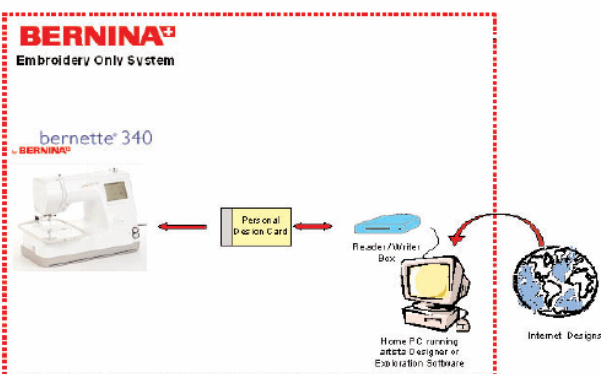 BERNINA
Embroidery Only System
bernette® 340
by BERNINA
Personal
Design Card
Reader/Writer
Box
Home PC running
artista Designer or
Exploration Software
Internet Designs